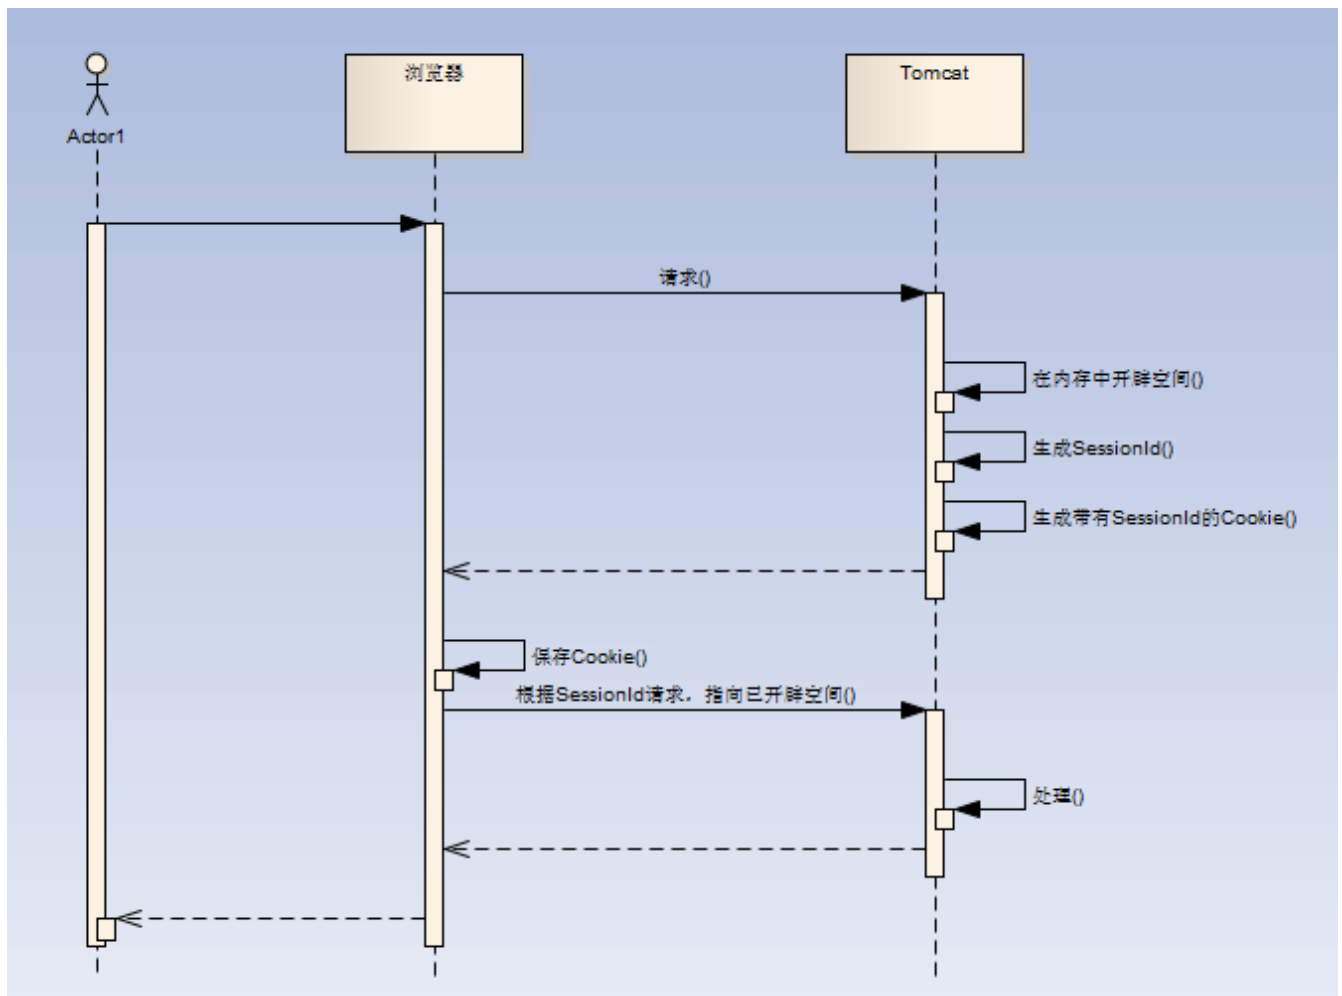 浏览器
Tomcat
Actor1
请求()
在内存中开辟空间()
生成SessionId()
生成带有SessionId的Cookie()
保存Cookie()
根据SessionId请求，指向已开辟空间()
处理()